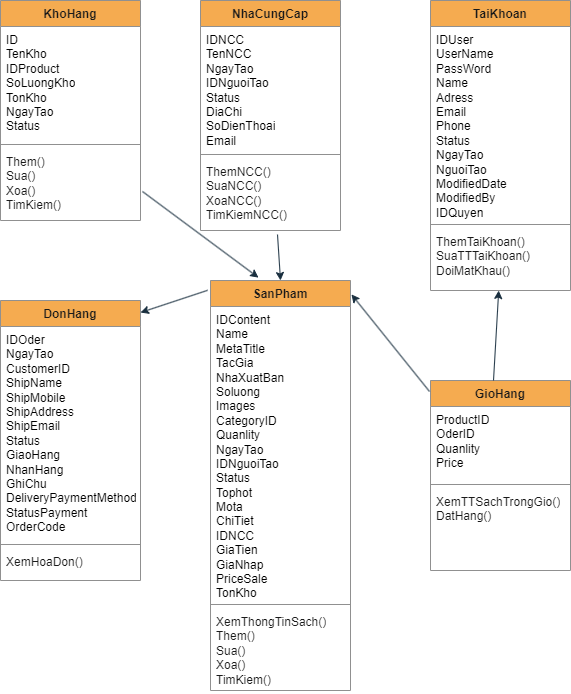 KhoHang
ID
TenKho
IDProduct
SoLuongKho
TonKho
NgayTao
Status
Them()
Sua()
Xoa()
TimKiem()
NhaCungCap
IDNCC
TenNCC
NgayTao
IDNguoiTao
Status
DiaChi
SoDienThoai
Email
ThemNCC()
SuaNCC()
XoaNCC()
TimKiemNCC()
TaiKhoan
IDUser
UserName
PassWord
Name
Adress
Email
Phone
Status
NgayTao
NguoiTao
ModifiedDate
ModifiedBy
IDQuyen
ThemTaiKhoan()
SuaTTTaiKhoan()
DoiMatKhau()
DonHang
IDOder
NgayTao
CustomerID
ShipName
ShipMobile
ShipAddress
ShipEmail
Status
GiaoHang
NhanHang
GhiChu
DeliveryPaymentMethod
StatusPayment
OrderCode
XemHoaDon()
SanPham
IDContent
Name
MetaTitle
TacGia
NhaXuatBan
Soluong
Images
CategoryID
Quanlity
NgayTao
IDNguoiTao
Status
Tophot
Mota
ChiTiet
IDNCC
GiaTien
GiaNhap
PriceSale
TonKho
XemThongTinSach()
Them()
Sua()
Xoa()
TimKiem()
GioHang
ProductID
OderID
Quanlity
Price
XemTTSachTrongGio()
DatHang()